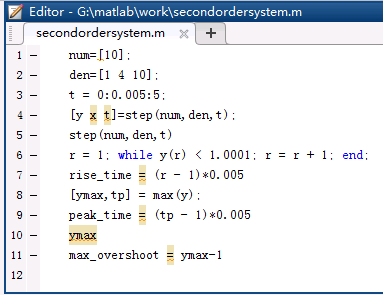 Editor - G:\matlab\work\secondordersystem.m
secondordersystem.m × +
1 — num=[10];
2 — den=[1 4 10];
3 — t = 0:0.005:5;
4 — [y x t]=step(num,den,t);
5 — step(num,den,t)
6 — r = 1; while y(r) < 1.0001; r = r + 1; end;
7 — rise_time = (r - 1)*0.005
8 — [ymax,tp] = max(y);
9 — peak_time = (tp - 1)*0.005
10 — ymax
11 — max_overshoot = ymax-1
12